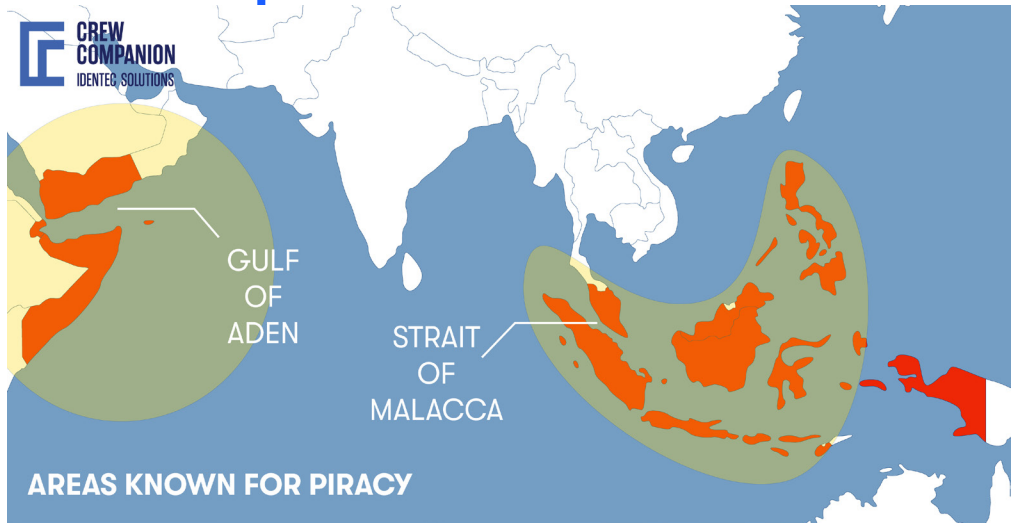 CREW
COMPANION
IDENTEC SOLUTIONS
GULF
OF
ADEN
STRAIT
OF
MALACCA
AREAS KNOWN FOR PIRACY